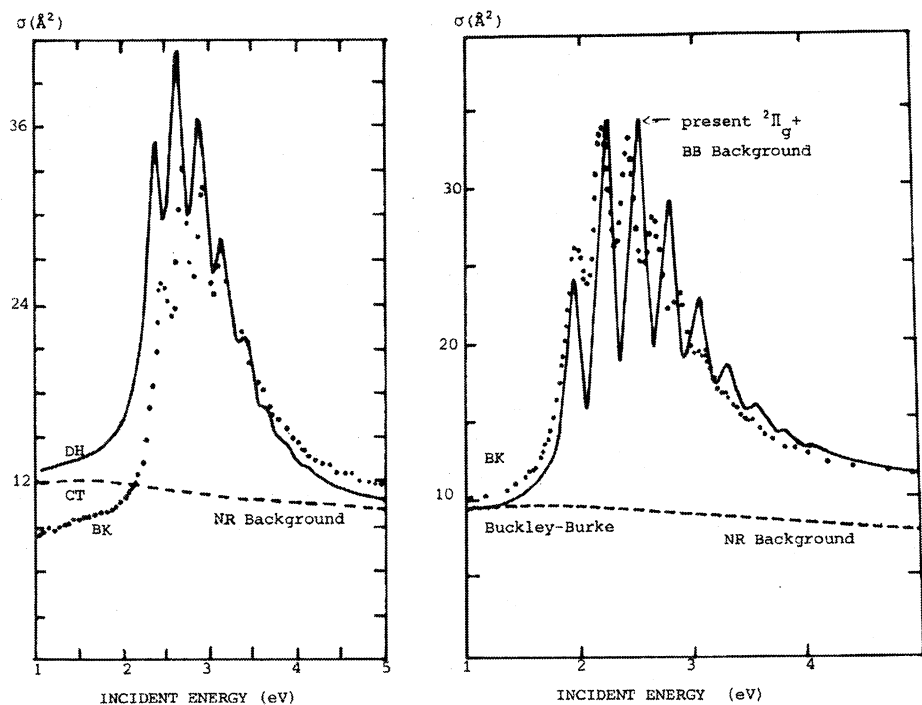 σ(Å²)
36
24
12
DH
CT
BK
NR Background
1 2 3 4 5
INCIDENT ENERGY (eV)
σ(Å²)
← present ²Πg+
BB Background
30
20
10
BK
Buckley-Burke
NR Background
1 2 3 4
INCIDENT ENERGY (eV)